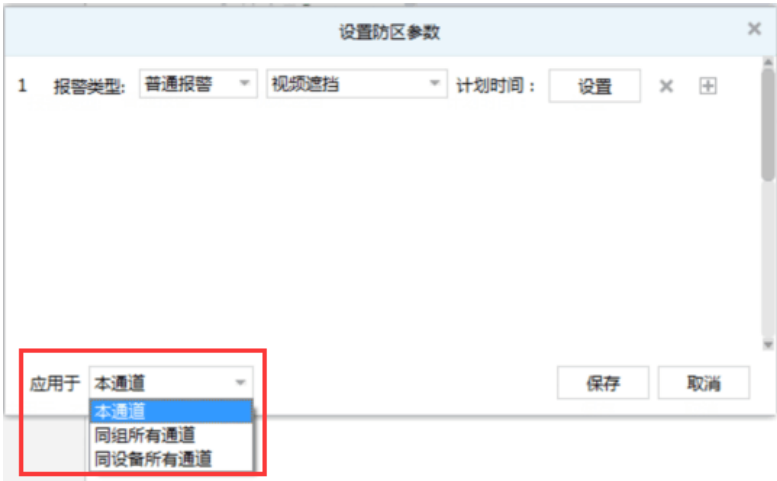 设置防区参数
1 报警类型: 普通报警 视频遮挡 计划时间： 设置
应用于 本通道 保存 取消
本通道
同组所有通道
同设备所有通道